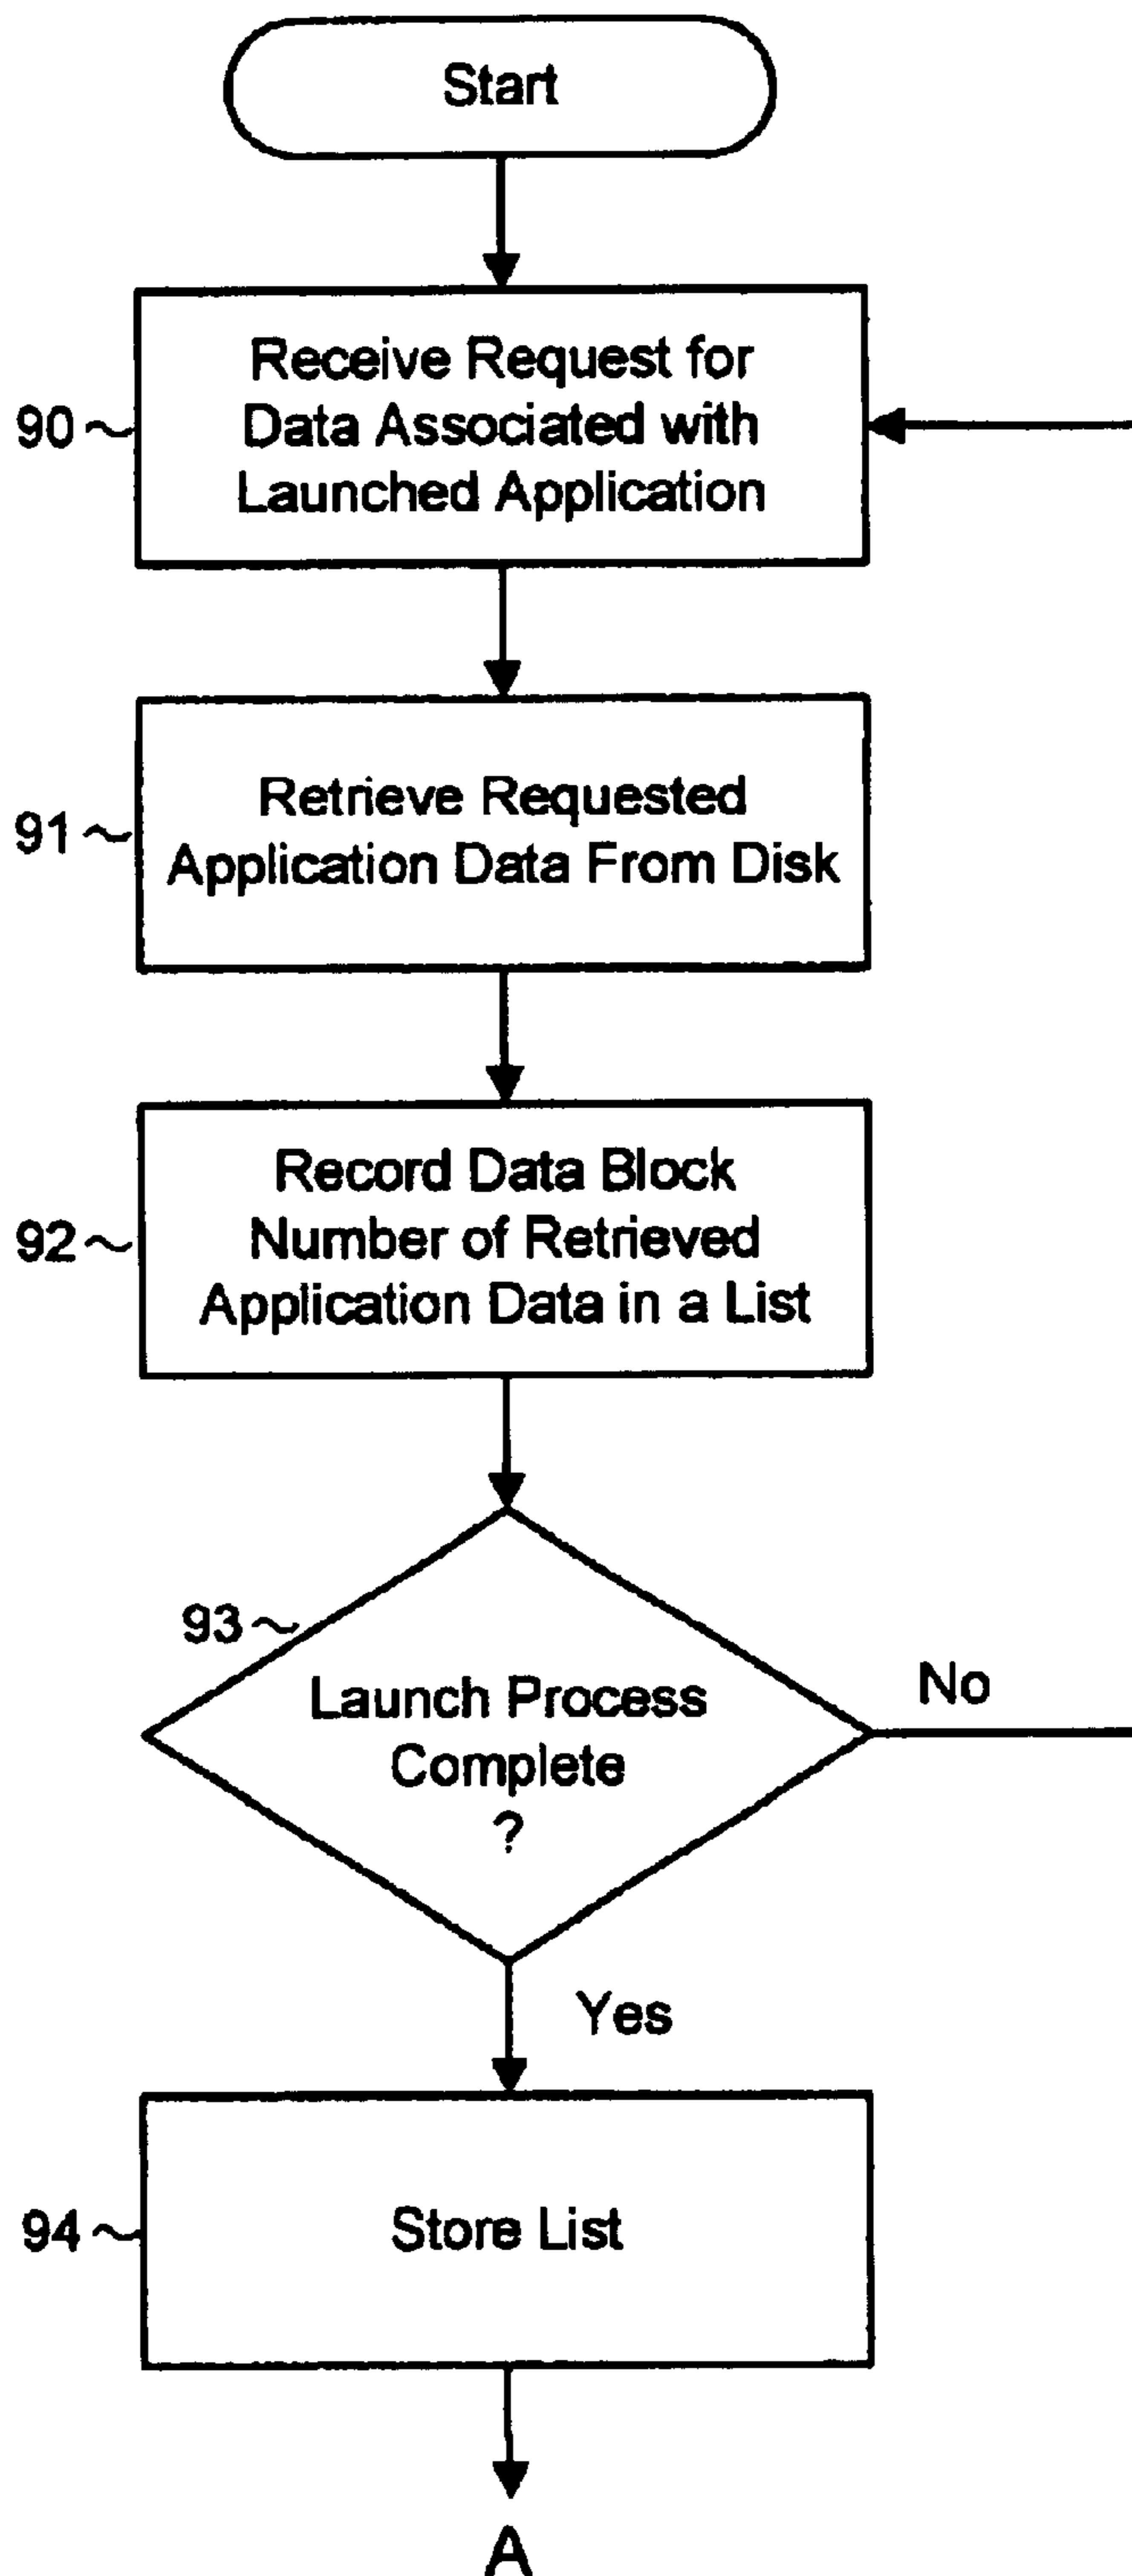 Start
Receive Request for
Data Associated with
Launched Application
90
Retrieve Requested
Application Data From Disk
91
Record Data Block
Number of Retrieved
Application Data in a List
92
93
Launch Process
Complete
?
No
Yes
Store List
94
A